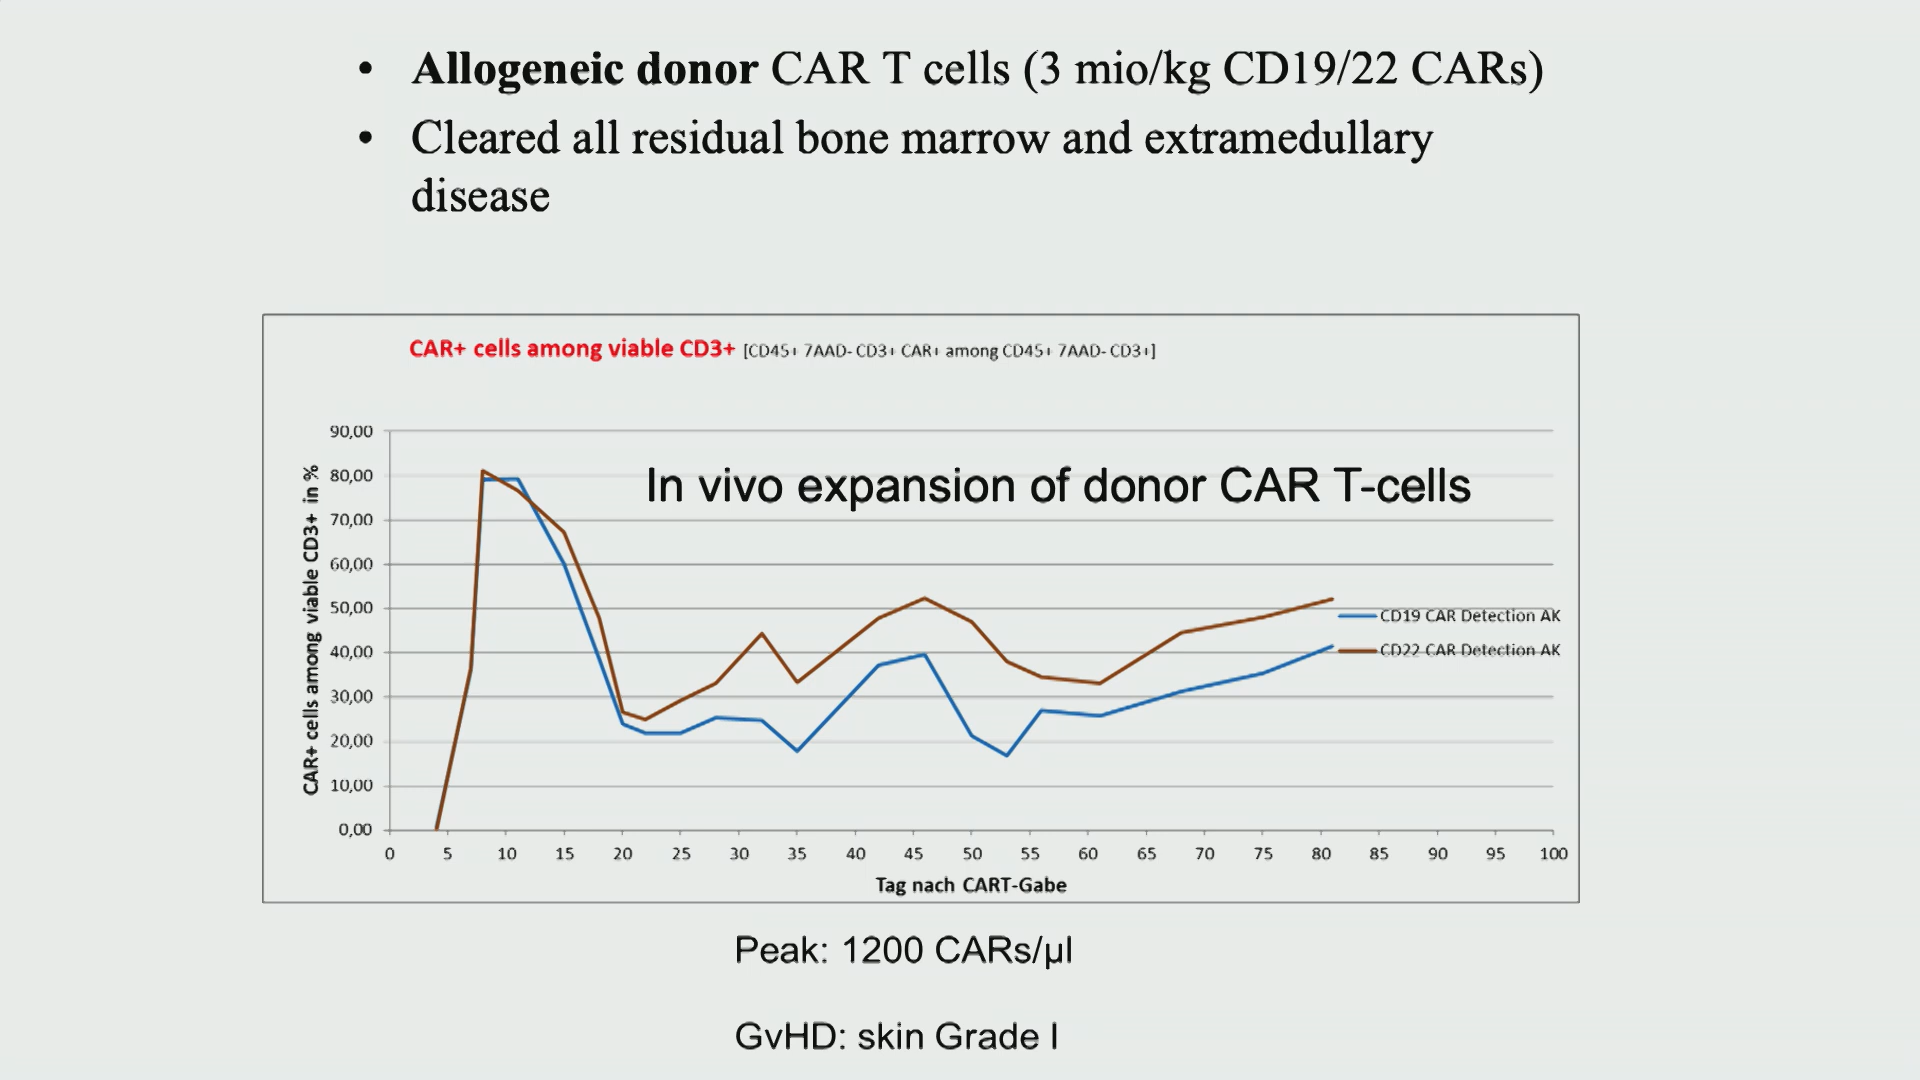 • Allogeneic donor CAR T cells (3 mio/kg CD19/22 CARs)
• Cleared all residual bone marrow and extramedullary
disease
CAR+ cells among viable CD3+ [CD45+ 7AAD- CD3+ CAR+ among CD45+ 7AAD- CD3+]
In vivo expansion of donor CAR T-cells
CAR+ cells among viable CD3+ in %
90,00
80,00
70,00
60,00
50,00
40,00
30,00
20,00
10,00
0,00
CD19 CAR Detection AK
CD22 CAR Detection AK
0 5 10 15 20 25 30 35 40 45 50 55 60 65 70 75 80 85 90 95 100
Tag nach CART-Gabe
Peak: 1200 CARs/µl
GvHD: skin Grade I